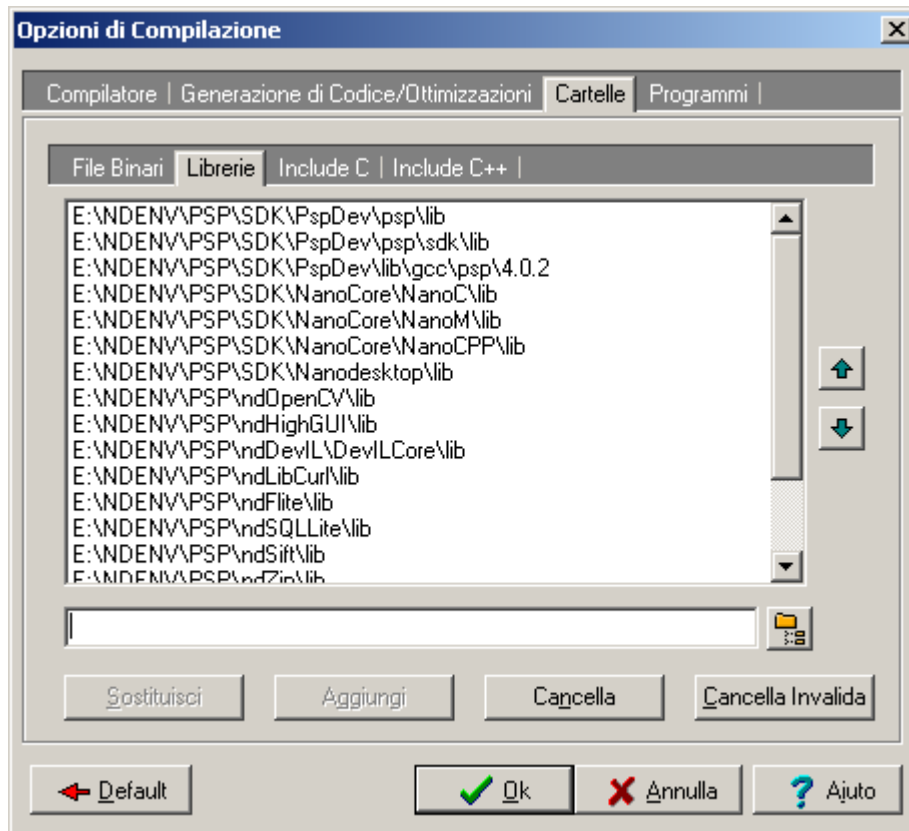 Opzioni di Compilazione
Compilatore | Generazione di Codice/Ottimizzazioni Cartelle Programmi |
File Binari Librerie Include C | Include C++ |
E:\NDENV\PSP\SDK\PspDev\psp\lib
E:\NDENV\PSP\SDK\PspDev\psp\sdk\lib
E:\NDENV\PSP\SDK\PspDev\lib\gcc\psp\4.0.2
E:\NDENV\PSP\SDK\NanoCore\NanoC\lib
E:\NDENV\PSP\SDK\NanoCore\NanoM\lib
E:\NDENV\PSP\SDK\NanoCore\NanoCPP\lib
E:\NDENV\PSP\SDK\Nanodesktop\lib
E:\NDENV\PSP\ndOpenCV\lib
E:\NDENV\PSP\ndHighGUI\lib
E:\NDENV\PSP\ndDevIL\DevILCore\lib
E:\NDENV\PSP\ndLibCurl\lib
E:\NDENV\PSP\ndFlite\lib
E:\NDENV\PSP\ndSQLLite\lib
E:\NDENV\PSP\ndSift\lib
E:\NDENV\PSP\ndZip\lib
Sostituisci Aggiungi Cancella Cancella Invalida
Default Ok Annulla Ajuto